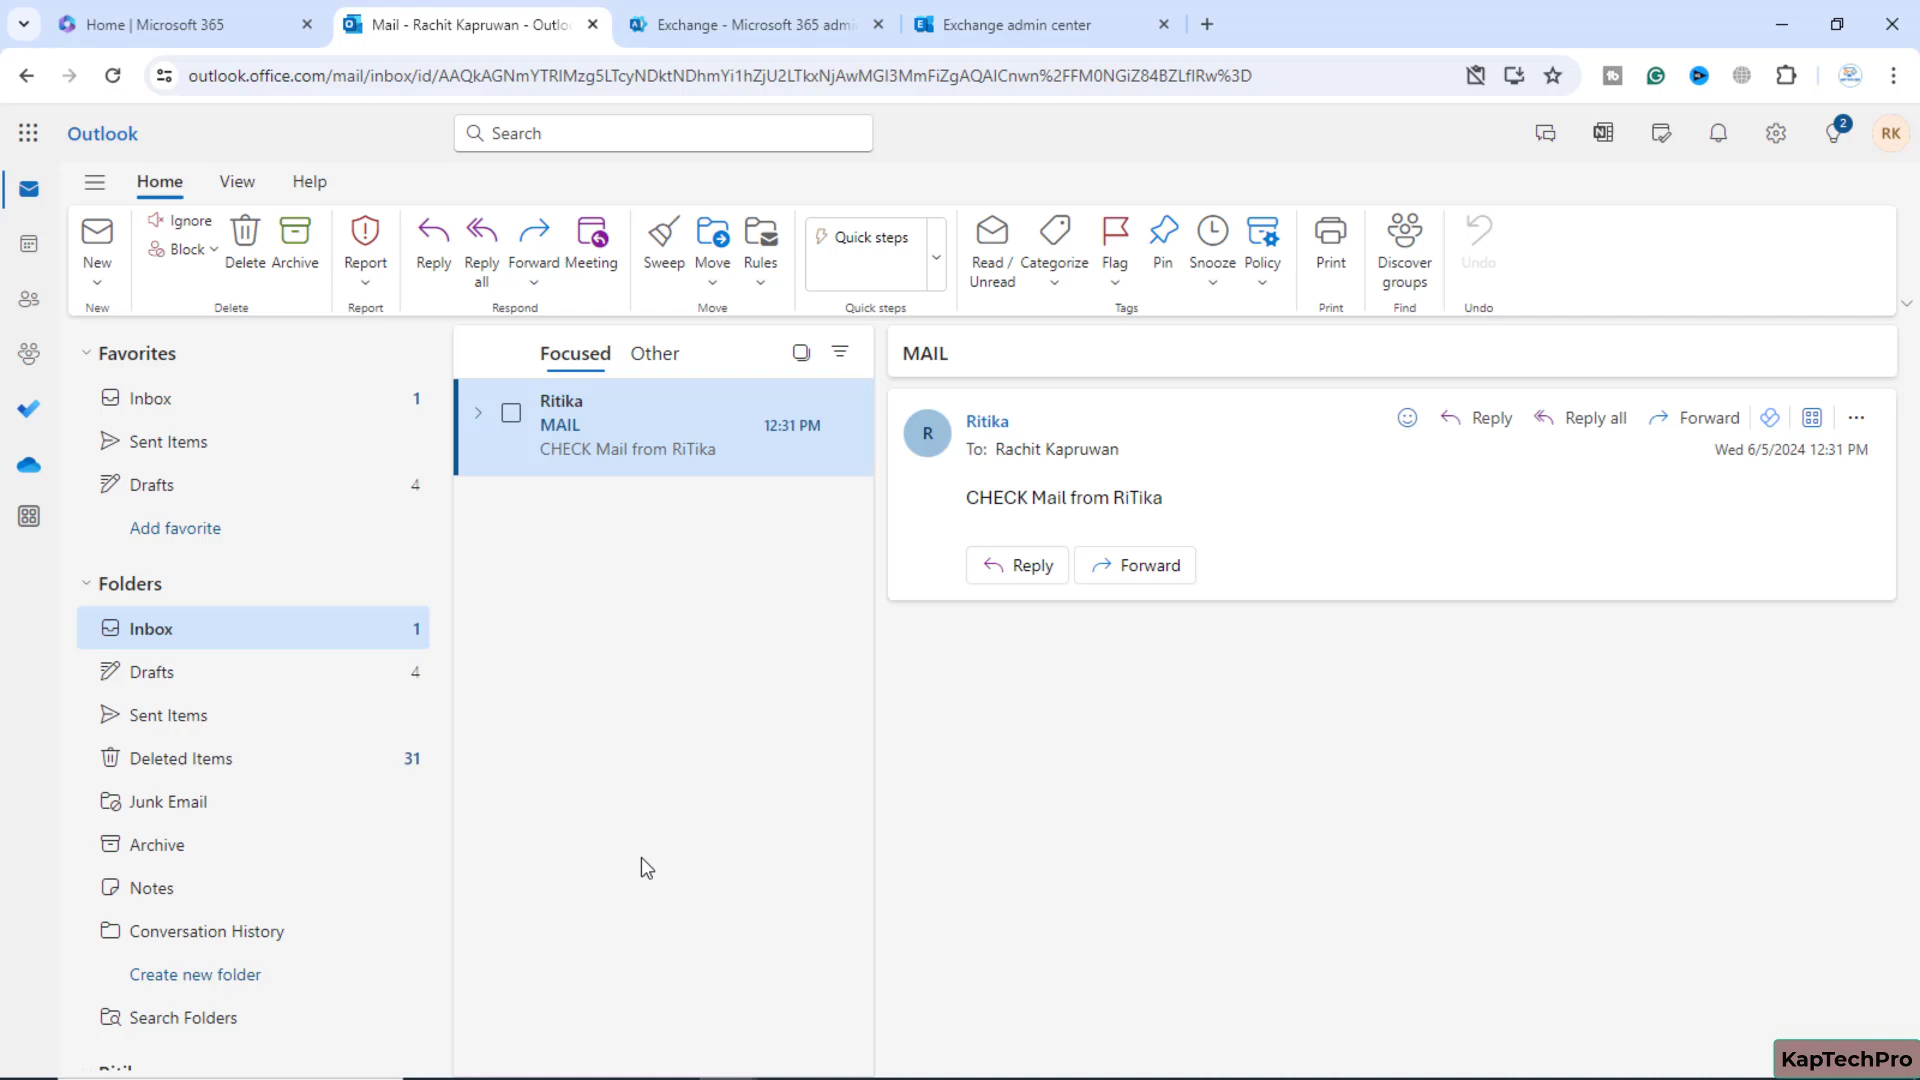 Home | Microsoft 365
Mail - Rachit Kapruwan - Outlo
Exchange - Microsoft 365 admi
Exchange admin center
outlook.office.com/mail/inbox/id/AAQkAGNmYTRlMzg5LTcyNDktNDhmYi1hZjU2LTkxNjAwMGI3MmFiZgAQAICnwn%2FFM0NGiZ84BZLfIRw%3D
Outlook
Search
2
RK
Home View Help
New
Ignore
Block
Delete
Archive
Report
Reply
Reply all
Forward
Meeting
Sweep
Move
Rules
Quick steps
Read / Unread
Categorize
Flag
Pin
Snooze
Policy
Print
Discover groups
Undo
New
Delete
Report
Respond
Move
Quick steps
Tags
Print
Find
Undo
Favorites
Inbox 1
Sent Items
Drafts 4
Add favorite
Folders
Inbox 1
Drafts 4
Sent Items
Deleted Items 31
Junk Email
Archive
Notes
Conversation History
Create new folder
Search Folders
Focused Other
Ritika
MAIL 12:31 PM
CHECK Mail from RiTika
MAIL
R
Ritika
To: Rachit Kapruwan
Reply Reply all Forward
Wed 6/5/2024 12:31 PM
CHECK Mail from RiTika
Reply Forward
KapTechPro